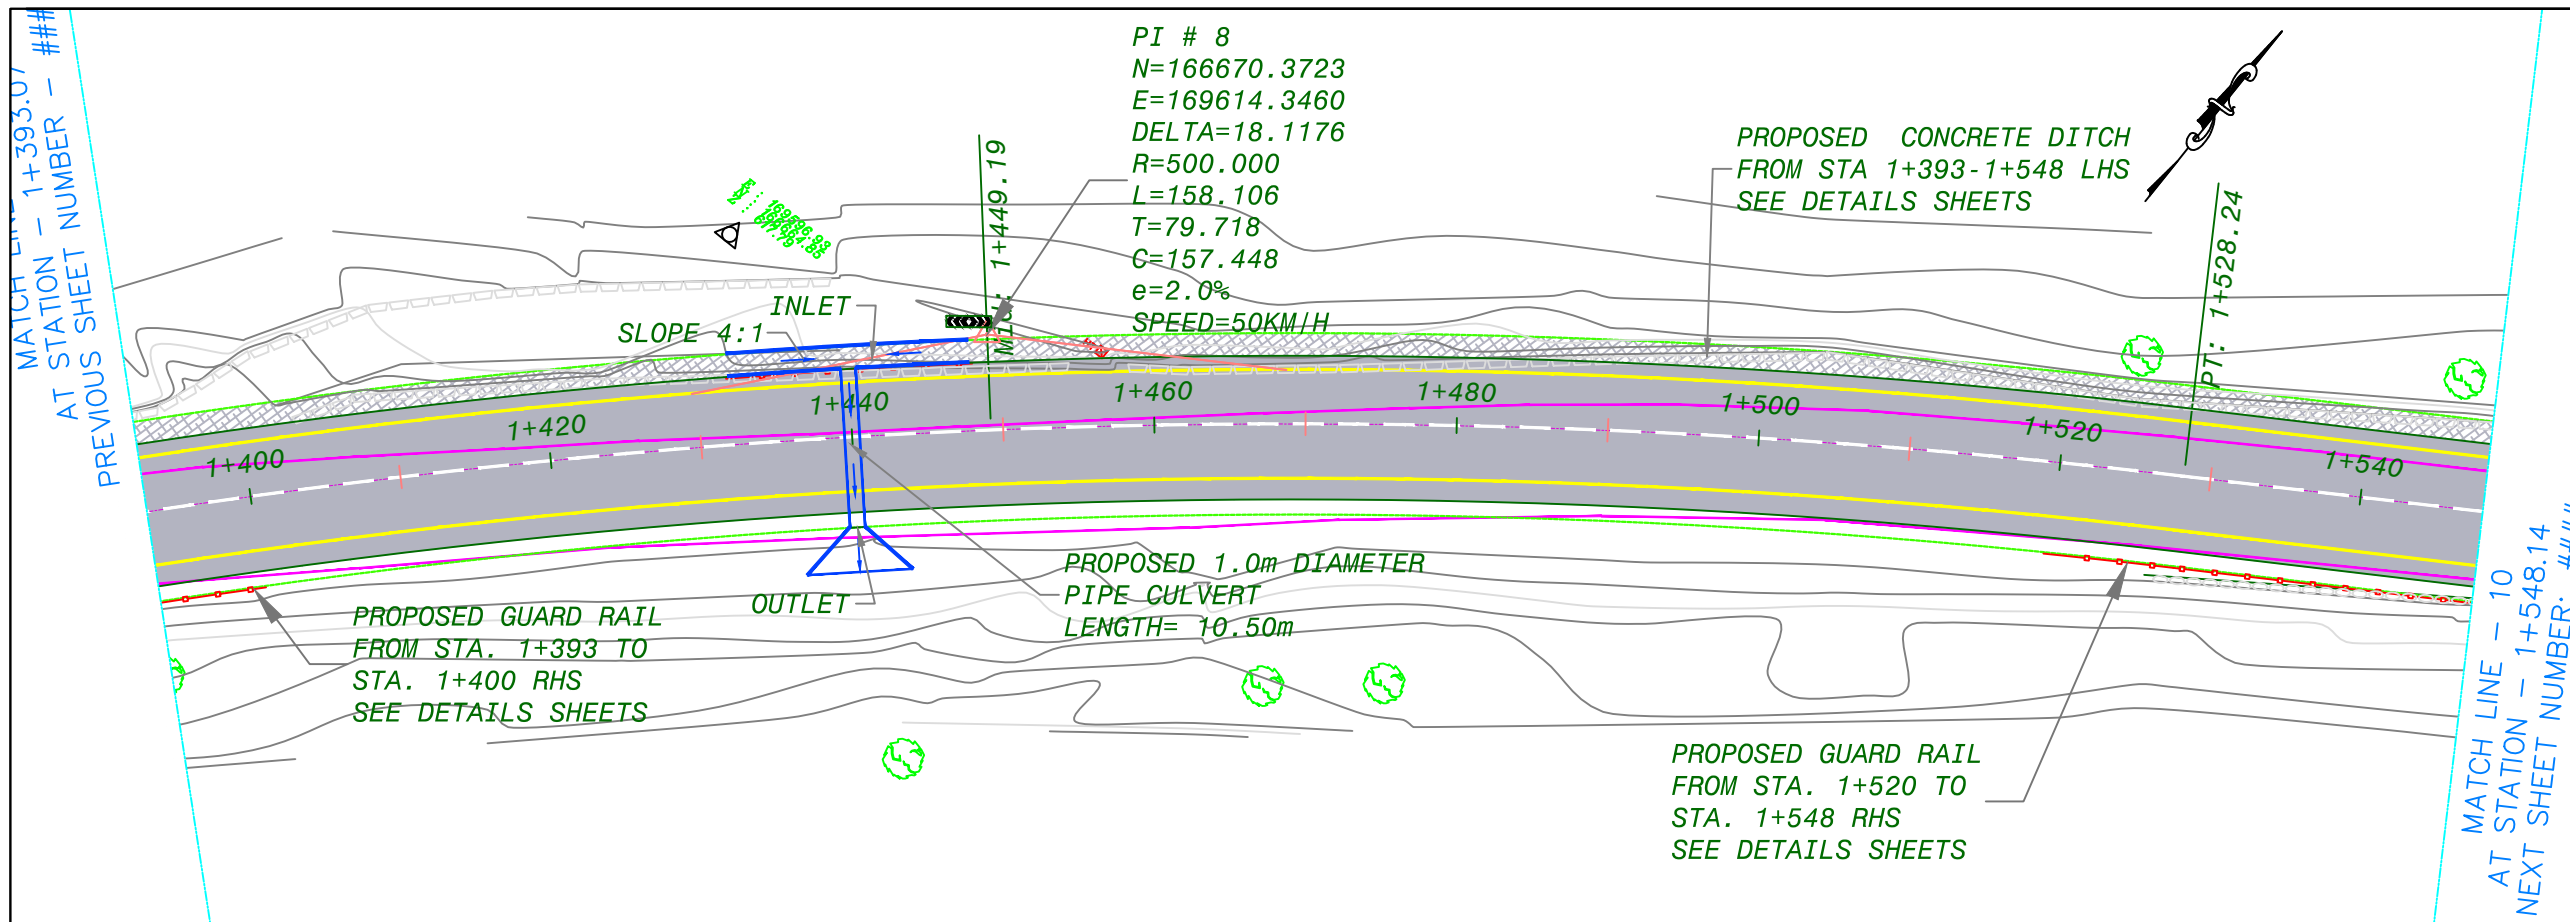 MATCH LINE
AT STATION - 1+393.07
PREVIOUS SHEET NUMBER - ##
PI # 8
N=166670.3723
E=169614.3460
DELTA=18.1176
R=500.000
L=158.106
T=79.718
C=157.448
e=2.0%
SPEED=50KM/H
1+449.19
PROPOSED CONCRETE DITCH
FROM STA 1+393-1+548 LHS
SEE DETAILS SHEETS
PT: 1+528.24
INLET
SLOPE 4:1
1+400
1+420
1+440
1+460
1+480
1+500
1+520
1+540
OUTLET
PROPOSED 1.0m DIAMETER
PIPE CULVERT
LENGTH= 10.50m
PROPOSED GUARD RAIL
FROM STA. 1+393 TO
STA. 1+400 RHS
SEE DETAILS SHEETS
PROPOSED GUARD RAIL
FROM STA. 1+520 TO
STA. 1+548 RHS
SEE DETAILS SHEETS
MATCH LINE - 10
AT STATION - 1+548.14
NEXT SHEET NUMBER: ###